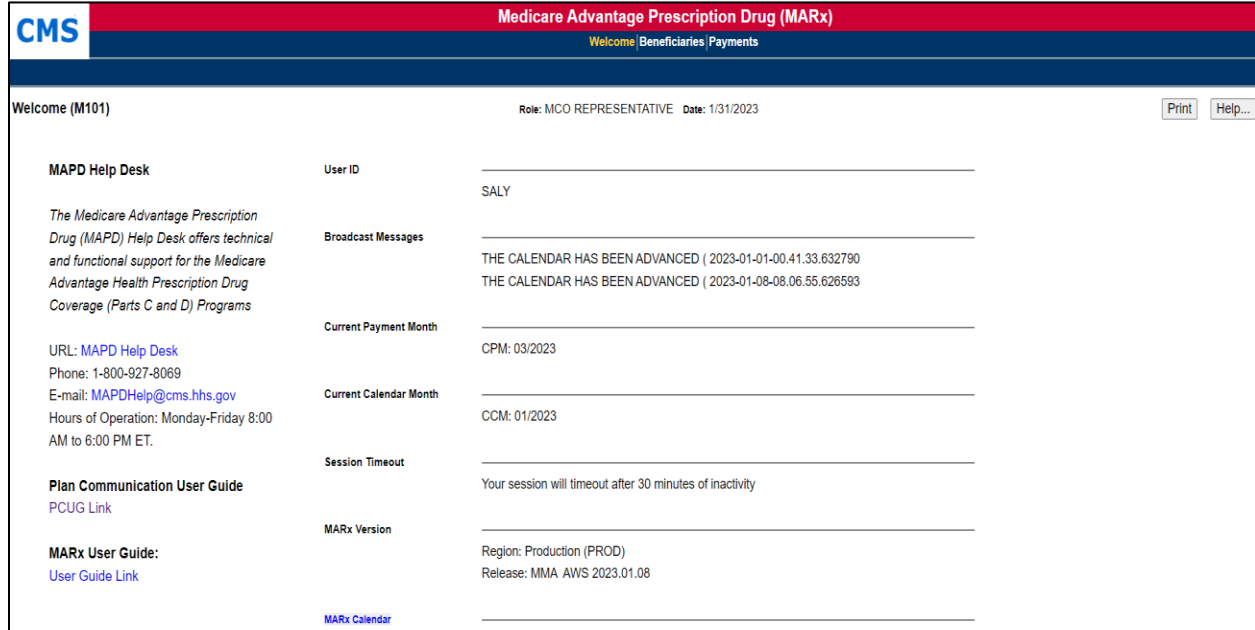 CMS
Medicare Advantage Prescription Drug (MARx)
Welcome|Beneficiaries|Payments
Welcome (M101)
Role: MCO REPRESENTATIVE Date: 1/31/2023
Print
Help...
MAPD Help Desk
The Medicare Advantage Prescription
Drug (MAPD) Help Desk offers technical
and functional support for the Medicare
Advantage Health Prescription Drug
Coverage (Parts C and D) Programs
URL: MAPD Help Desk
Phone: 1-800-927-8069
E-mail: MAPDHelp@cms.hhs.gov
Hours of Operation: Monday-Friday 8:00
AM to 6:00 PM ET.
Plan Communication User Guide
PCUG Link
MARx User Guide:
User Guide Link
User ID
SALY
Broadcast Messages
THE CALENDAR HAS BEEN ADVANCED ( 2023-01-01-00.41.33.632790
THE CALENDAR HAS BEEN ADVANCED ( 2023-01-08-08.06.55.626593
Current Payment Month
CPM: 03/2023
Current Calendar Month
CCM: 01/2023
Session Timeout
Your session will timeout after 30 minutes of inactivity
MARx Version
Region: Production (PROD)
Release: MMA AWS 2023.01.08
MARx Calendar